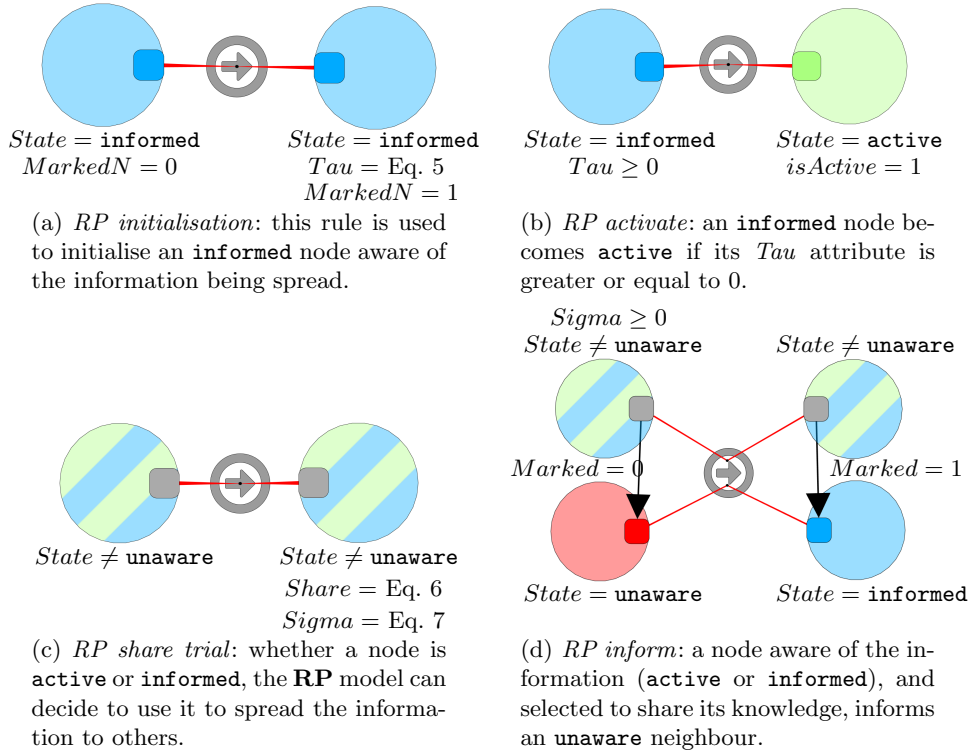 State = informed
MarkedN = 0
State = informed
Tau = Eq. 5
MarkedN = 1
(a) RP initialisation: this rule is used
to initialise an informed node aware of
the information being spread.
State = informed
Tau ≥ 0
State = active
isActive = 1
(b) RP activate: an informed node be-
comes active if its Tau attribute is
greater or equal to 0.
State ≠ unaware
State ≠ unaware
Share = Eq. 6
Sigma = Eq. 7
(c) RP share trial: whether a node is
active or informed, the RP model can
decide to use it to spread the informa-
tion to others.
Sigma ≥ 0
State ≠ unaware
State ≠ unaware
Marked = 0
Marked = 1
State = unaware
State = informed
(d) RP inform: a node aware of the in-
formation (active or informed), and
selected to share its knowledge, informs
an unaware neighbour.